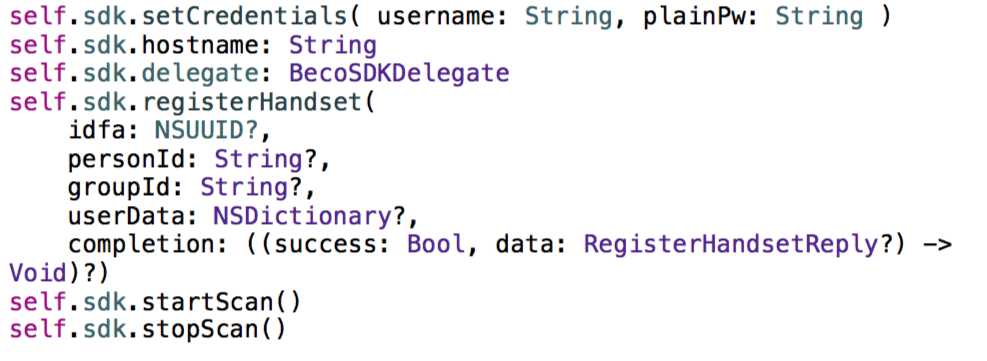 self.sdk.setCredentials( username: String, plainPw: String )
self.sdk.hostname: String
self.sdk.delegate: BecoSDKDelegate
self.sdk.registerHandset(
    idfa: NSUUID?,
    personId: String?,
    groupId: String?,
    userData: NSDictionary?,
    completion: ((success: Bool, data: RegisterHandsetReply?) ->
Void)?)
self.sdk.startScan()
self.sdk.stopScan()